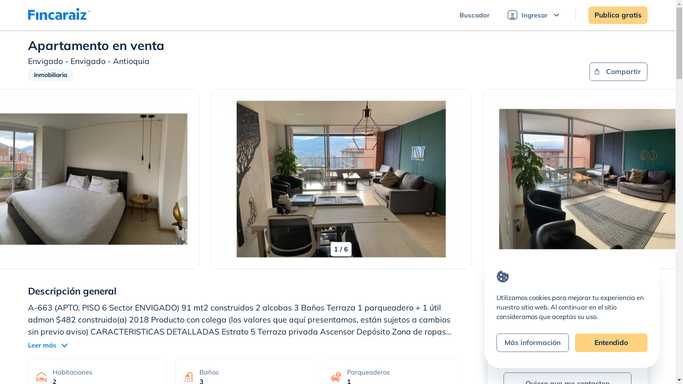 Fincaraiz
Buscador
Ingresar
Publica gratis
Apartamento en venta
Envigado - Envigado - Antioquia
Inmobiliaria
Compartir
1 / 6
Descripción general
A-663 (APTO. PISO 6 Sector ENVIGADO) 91 mt2 construidos 2 alcobas 3 Baños Terraza 1 parqueadero + 1 útil
admon $482 construido(a) 2018 Producto con colega (los valores que aquí presentamos, están sujetos a cambios
sin previo aviso) CARACTERISTICAS DETALLADAS Estrato 5 Terraza privada Ascensor Depósito Zona de ropas...
Leer más
Habitaciones
2
Baños
3
Parqueaderos
1
Utilizamos cookies para mejorar tu experiencia en
nuestro sitio web. Al continuar en el sitio
consideramos que aceptas su uso.
Más información
Entendido
Quiero que me contacten